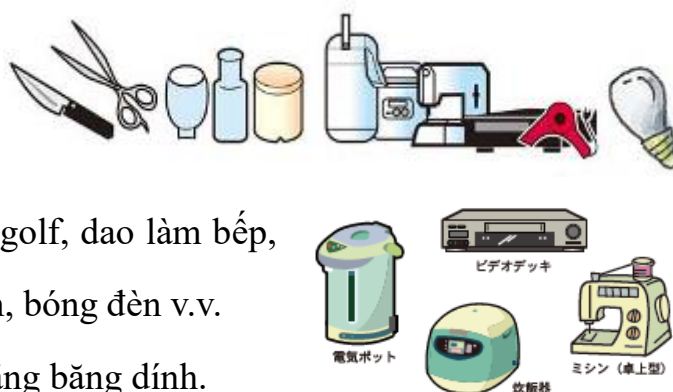 golf, dao làm bếp,
, bóng đèn v.v.
băng dính.
ビデオデッキ
電気ポット
炊飯器
ミシン（卓上型）